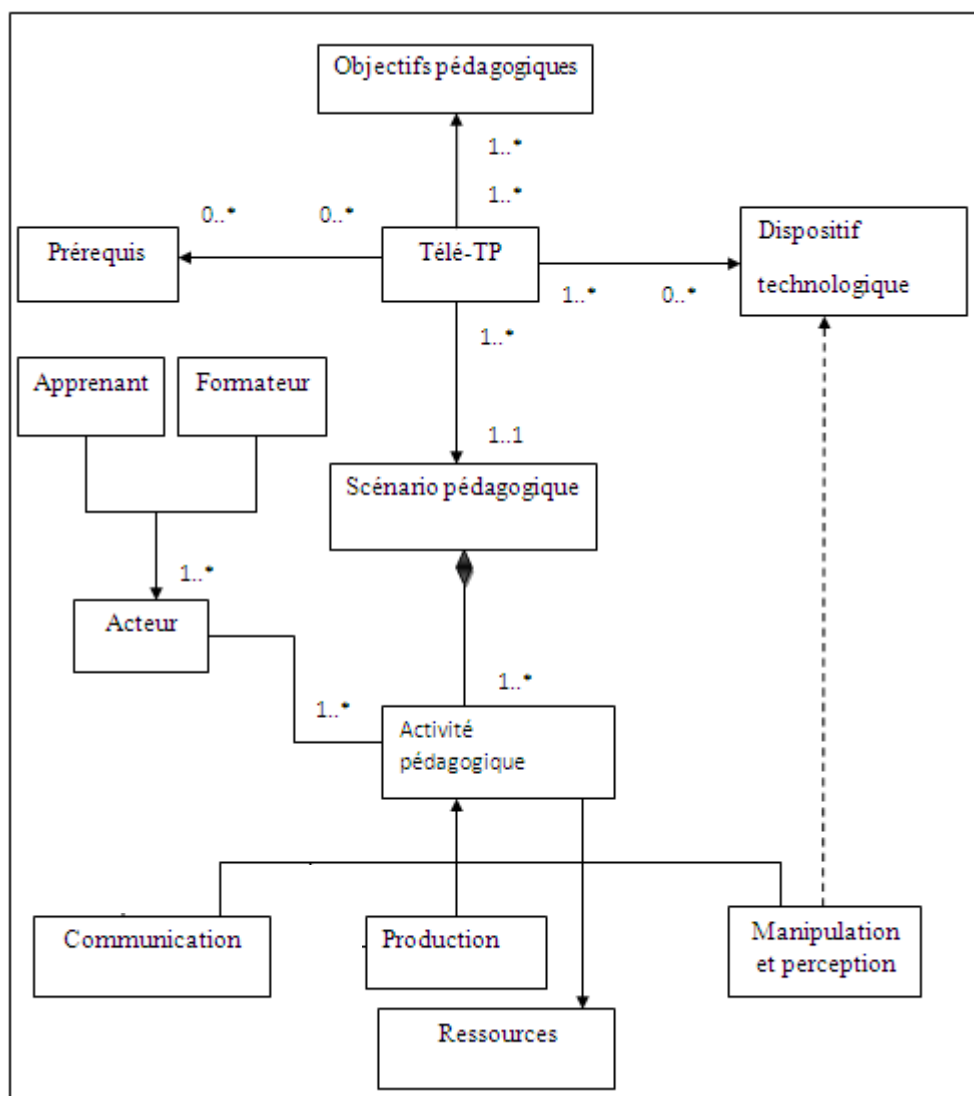 Objectifs pédagogiques
1..*
1..*
0..*
0..*
Prérequis
Télé-TP
Dispositif
technologique
1..*
0..*
1..*
Apprenant
Formateur
1..1
Scénario pédagogique
1..*
Acteur
1..*
1..*
Activité
pédagogique
Communication
Production
Manipulation
et perception
Ressources